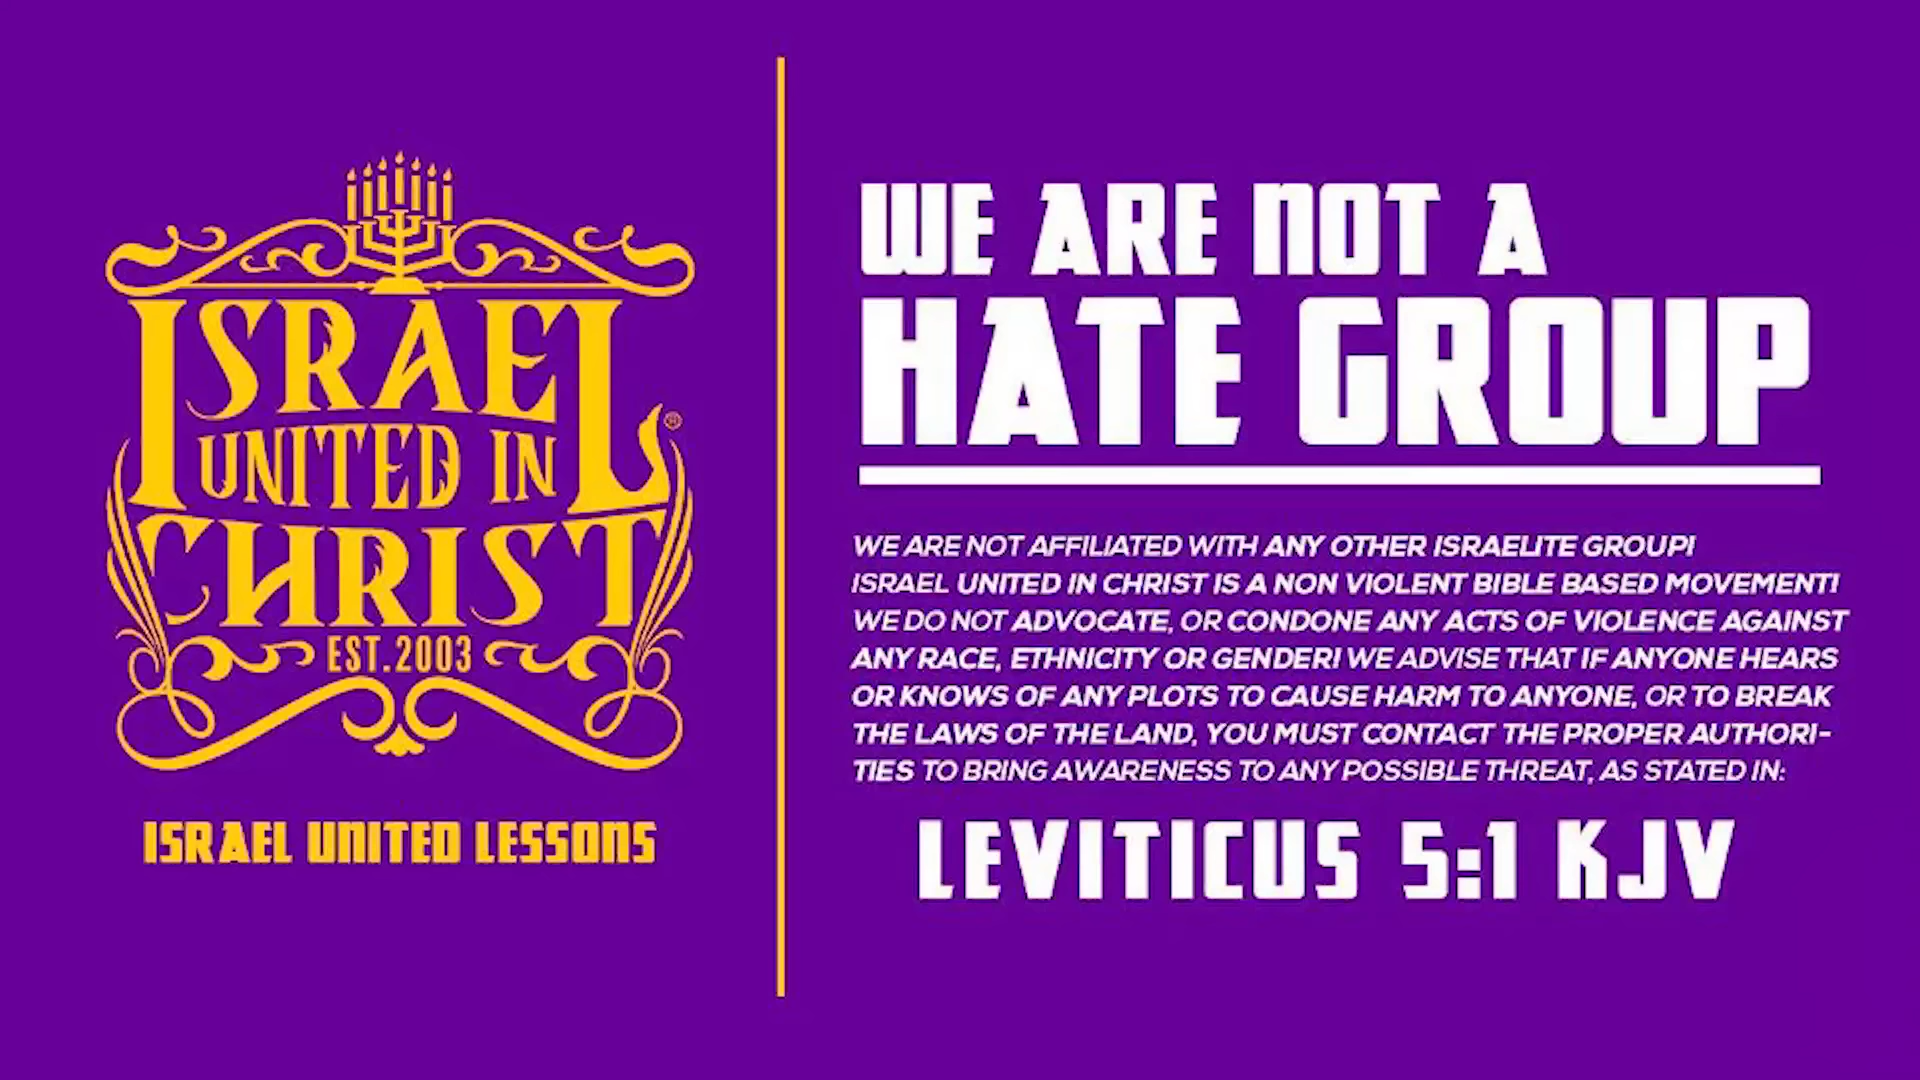 ISRAEL
UNITED IN
CHRIST
®
EST.2003
ISRAEL UNITED LESSONS
WE ARE NOT A
HATE GROUP
WE ARE NOT AFFILIATED WITH ANY OTHER ISRAELITE GROUP!
ISRAEL UNITED IN CHRIST IS A NON VIOLENT BIBLE BASED MOVEMENT!
WE DO NOT ADVOCATE, OR CONDONE ANY ACTS OF VIOLENCE AGAINST
ANY RACE, ETHNICITY OR GENDER! WE ADVISE THAT IF ANYONE HEARS
OR KNOWS OF ANY PLOTS TO CAUSE HARM TO ANYONE, OR TO BREAK
THE LAWS OF THE LAND, YOU MUST CONTACT THE PROPER AUTHORI-
TIES TO BRING AWARENESS TO ANY POSSIBLE THREAT, AS STATED IN:
LEVITICUS 5:1 KJV